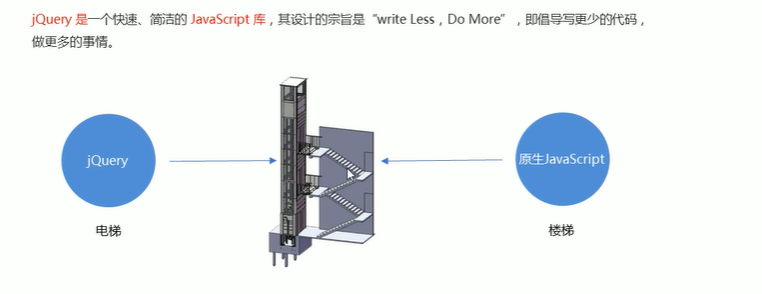 jQuery 是一个快速、简洁的 JavaScript 库，其设计的宗旨是“write Less，Do More”，即倡导写更少的代码，
做更多的事情。
jQuery
原生JavaScript
电梯
楼梯